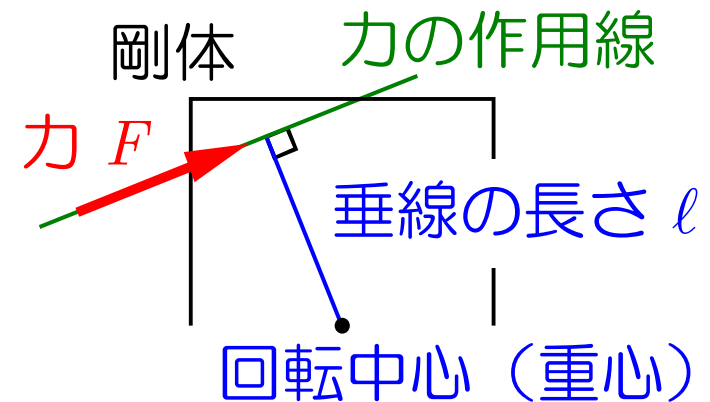 剛体
力の作用線
力 F
垂線の長さ ℓ
回転中心（重心）